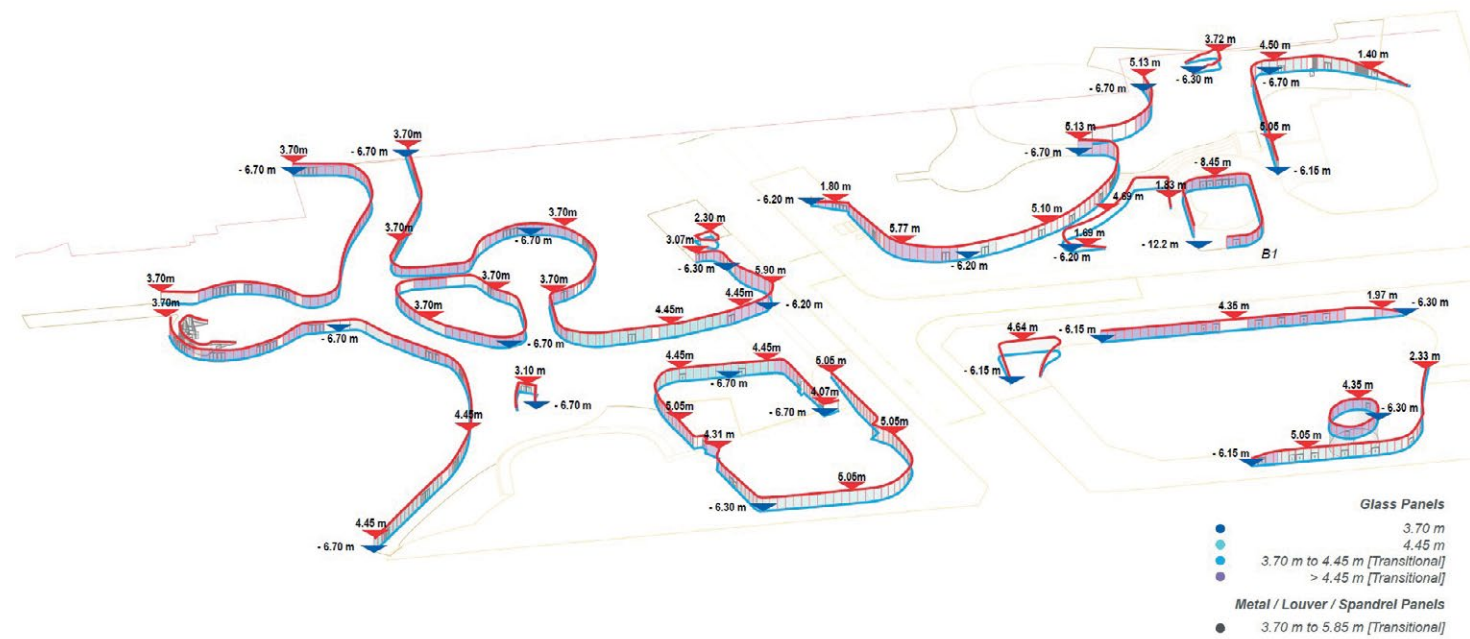 3.72 m
- 6.30 m
4.50 m
- 6.70 m
1.40 m
5.13 m
- 6.70 m
5.13 m
- 6.70 m
5.05 m
- 6.15 m
3.70m
- 6.70 m
3.70m
- 6.70 m
- 8.45 m
1.83 m
- 12.2 m
B1
- 6.20 m
1.80 m
5.77 m
5.10 m
4.69 m
- 6.20 m
1.69 m
- 6.20 m
3.70m
3.70m
- 6.70 m
2.30 m
3.07m
- 6.30 m
5.90 m
- 6.20 m
3.70m
3.70m
3.70m
3.70m
3.70m
- 6.70 m
4.45m
4.45m
- 6.70 m
4.35 m
1.97 m
- 6.30 m
- 6.15 m
4.64 m
- 6.15 m
3.10 m
- 6.70 m
4.45 m
4.45 m
- 6.70 m
5.05 m
4.07m
- 6.70 m
5.05m
4.31 m
5.05m
6.05m
- 6.30 m
2.33 m
4.35 m
- 6.30 m
5.05 m
- 6.15 m
4.45m
4.45 m
- 6.70 m
Glass Panels
3.70 m
4.45 m
3.70 m to 4.45 m [Transitional]
> 4.45 m [Transitional]
Metal / Louver / Spandrel Panels
3.70 m to 5.85 m [Transitional]